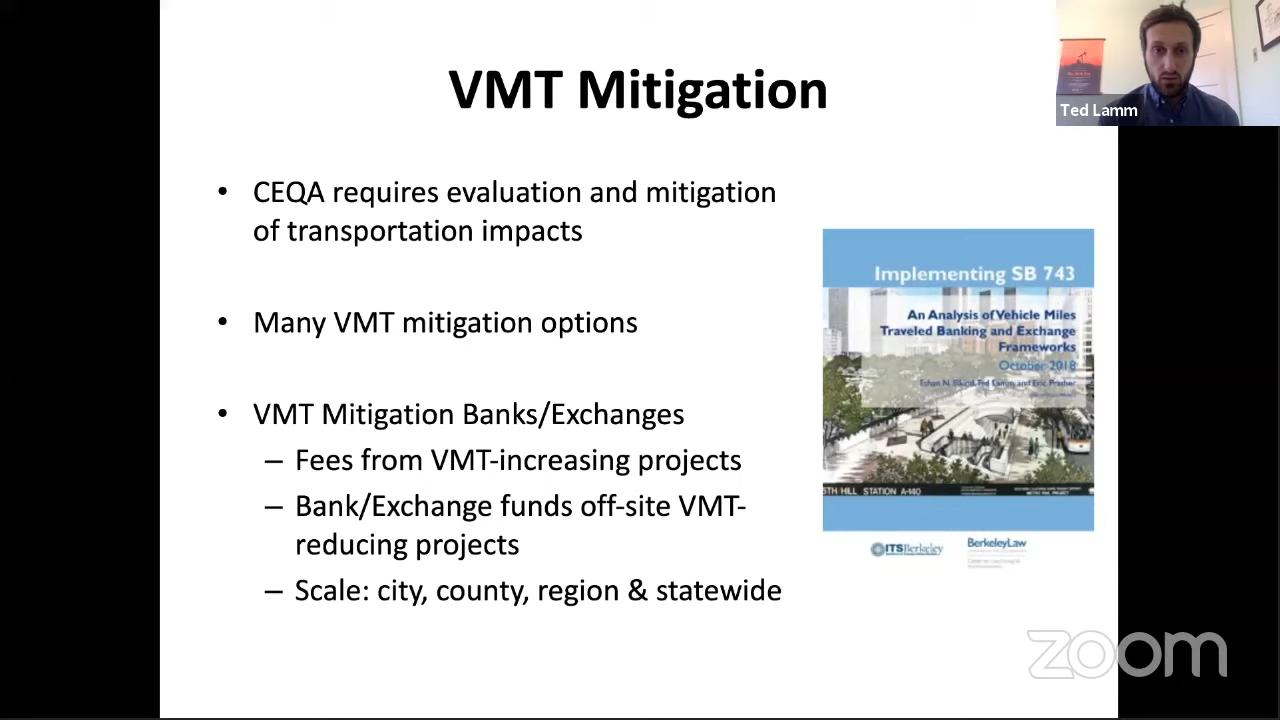 VMT Mitigation
Ted Lamm
• CEQA requires evaluation and mitigation
of transportation impacts
• Many VMT mitigation options
• VMT Mitigation Banks/Exchanges
– Fees from VMT-increasing projects
– Bank/Exchange funds off-site VMT-
reducing projects
– Scale: city, county, region & statewide
Implementing SB 743
An Analysis of Vehicle Miles
Traveled Banking and Exchange
Frameworks
October 2018
Ethan N. Elkind, Ted Lamm, and Eric Prather
5TH HILL STATION A-140
ITSBerkeley
BerkeleyLaw
zoom